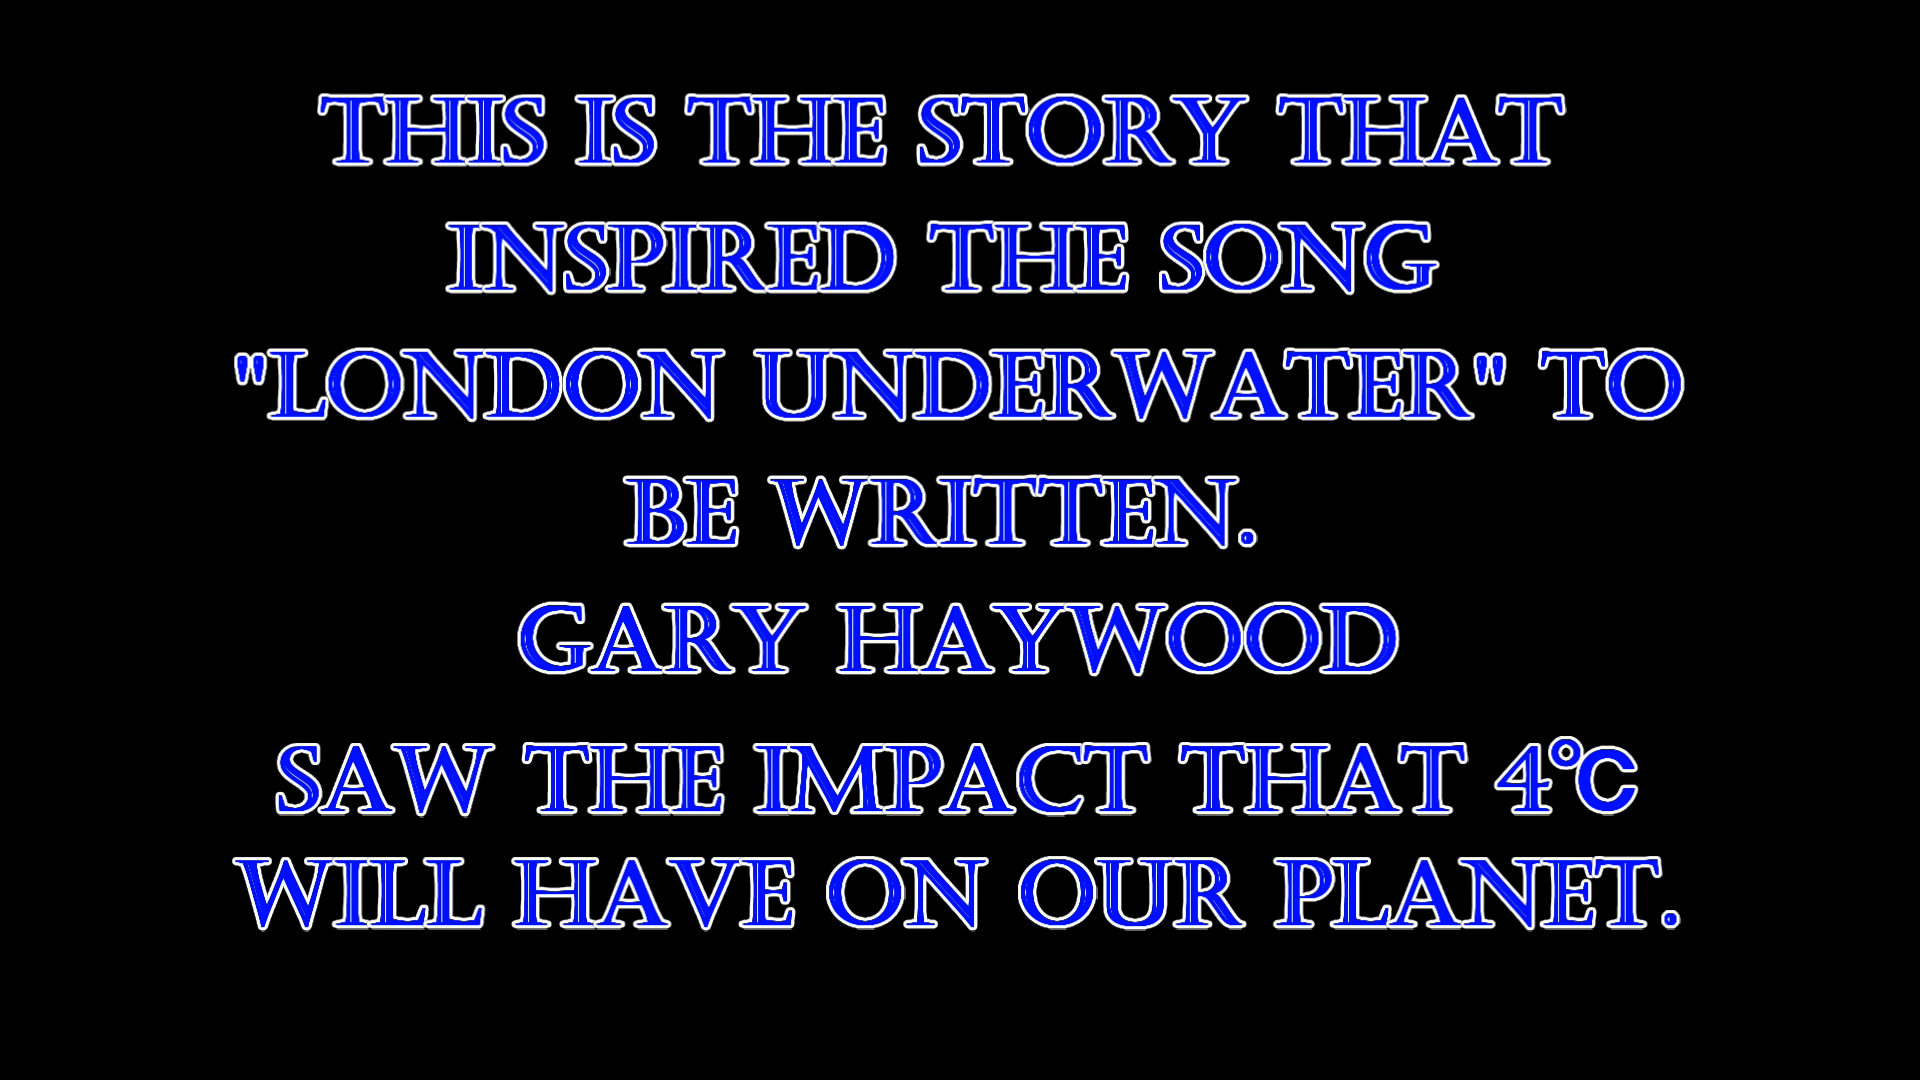 THIS IS THE STORY THAT
INSPIRED THE SONG
"LONDON UNDERWATER" TO
BE WRITTEN.
GARY HAYWOOD
SAW THE IMPACT THAT 4℃
WILL HAVE ON OUR PLANET.